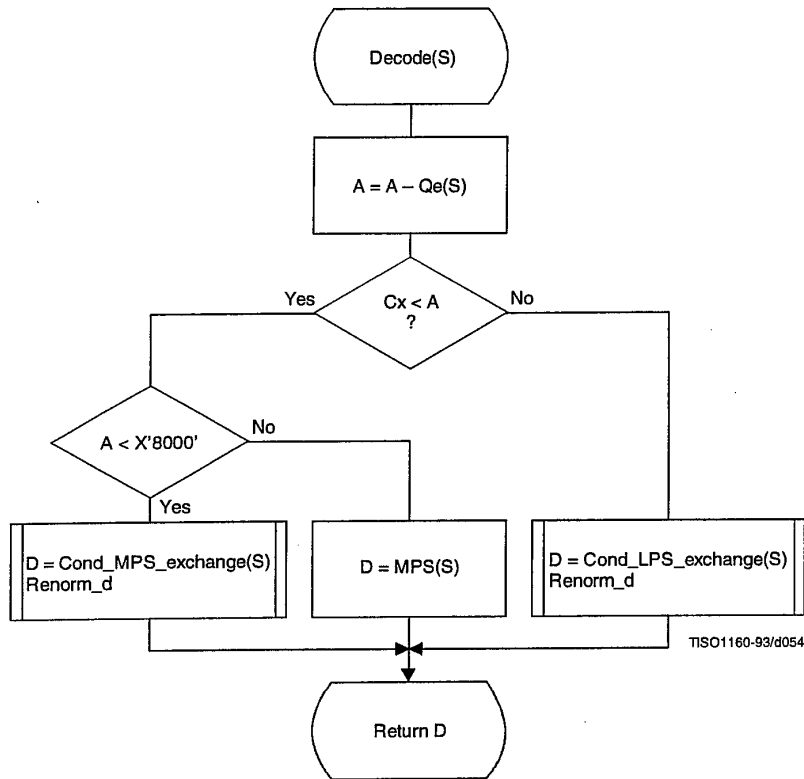 Decode(S)
A = A – Qe(S)
Yes
Cx < A
?
No
A < X'8000'
No
Yes
D = Cond_MPS_exchange(S)
Renorm_d
D = MPS(S)
D = Cond_LPS_exchange(S)
Renorm_d
TISO1160-93/d054
Return D